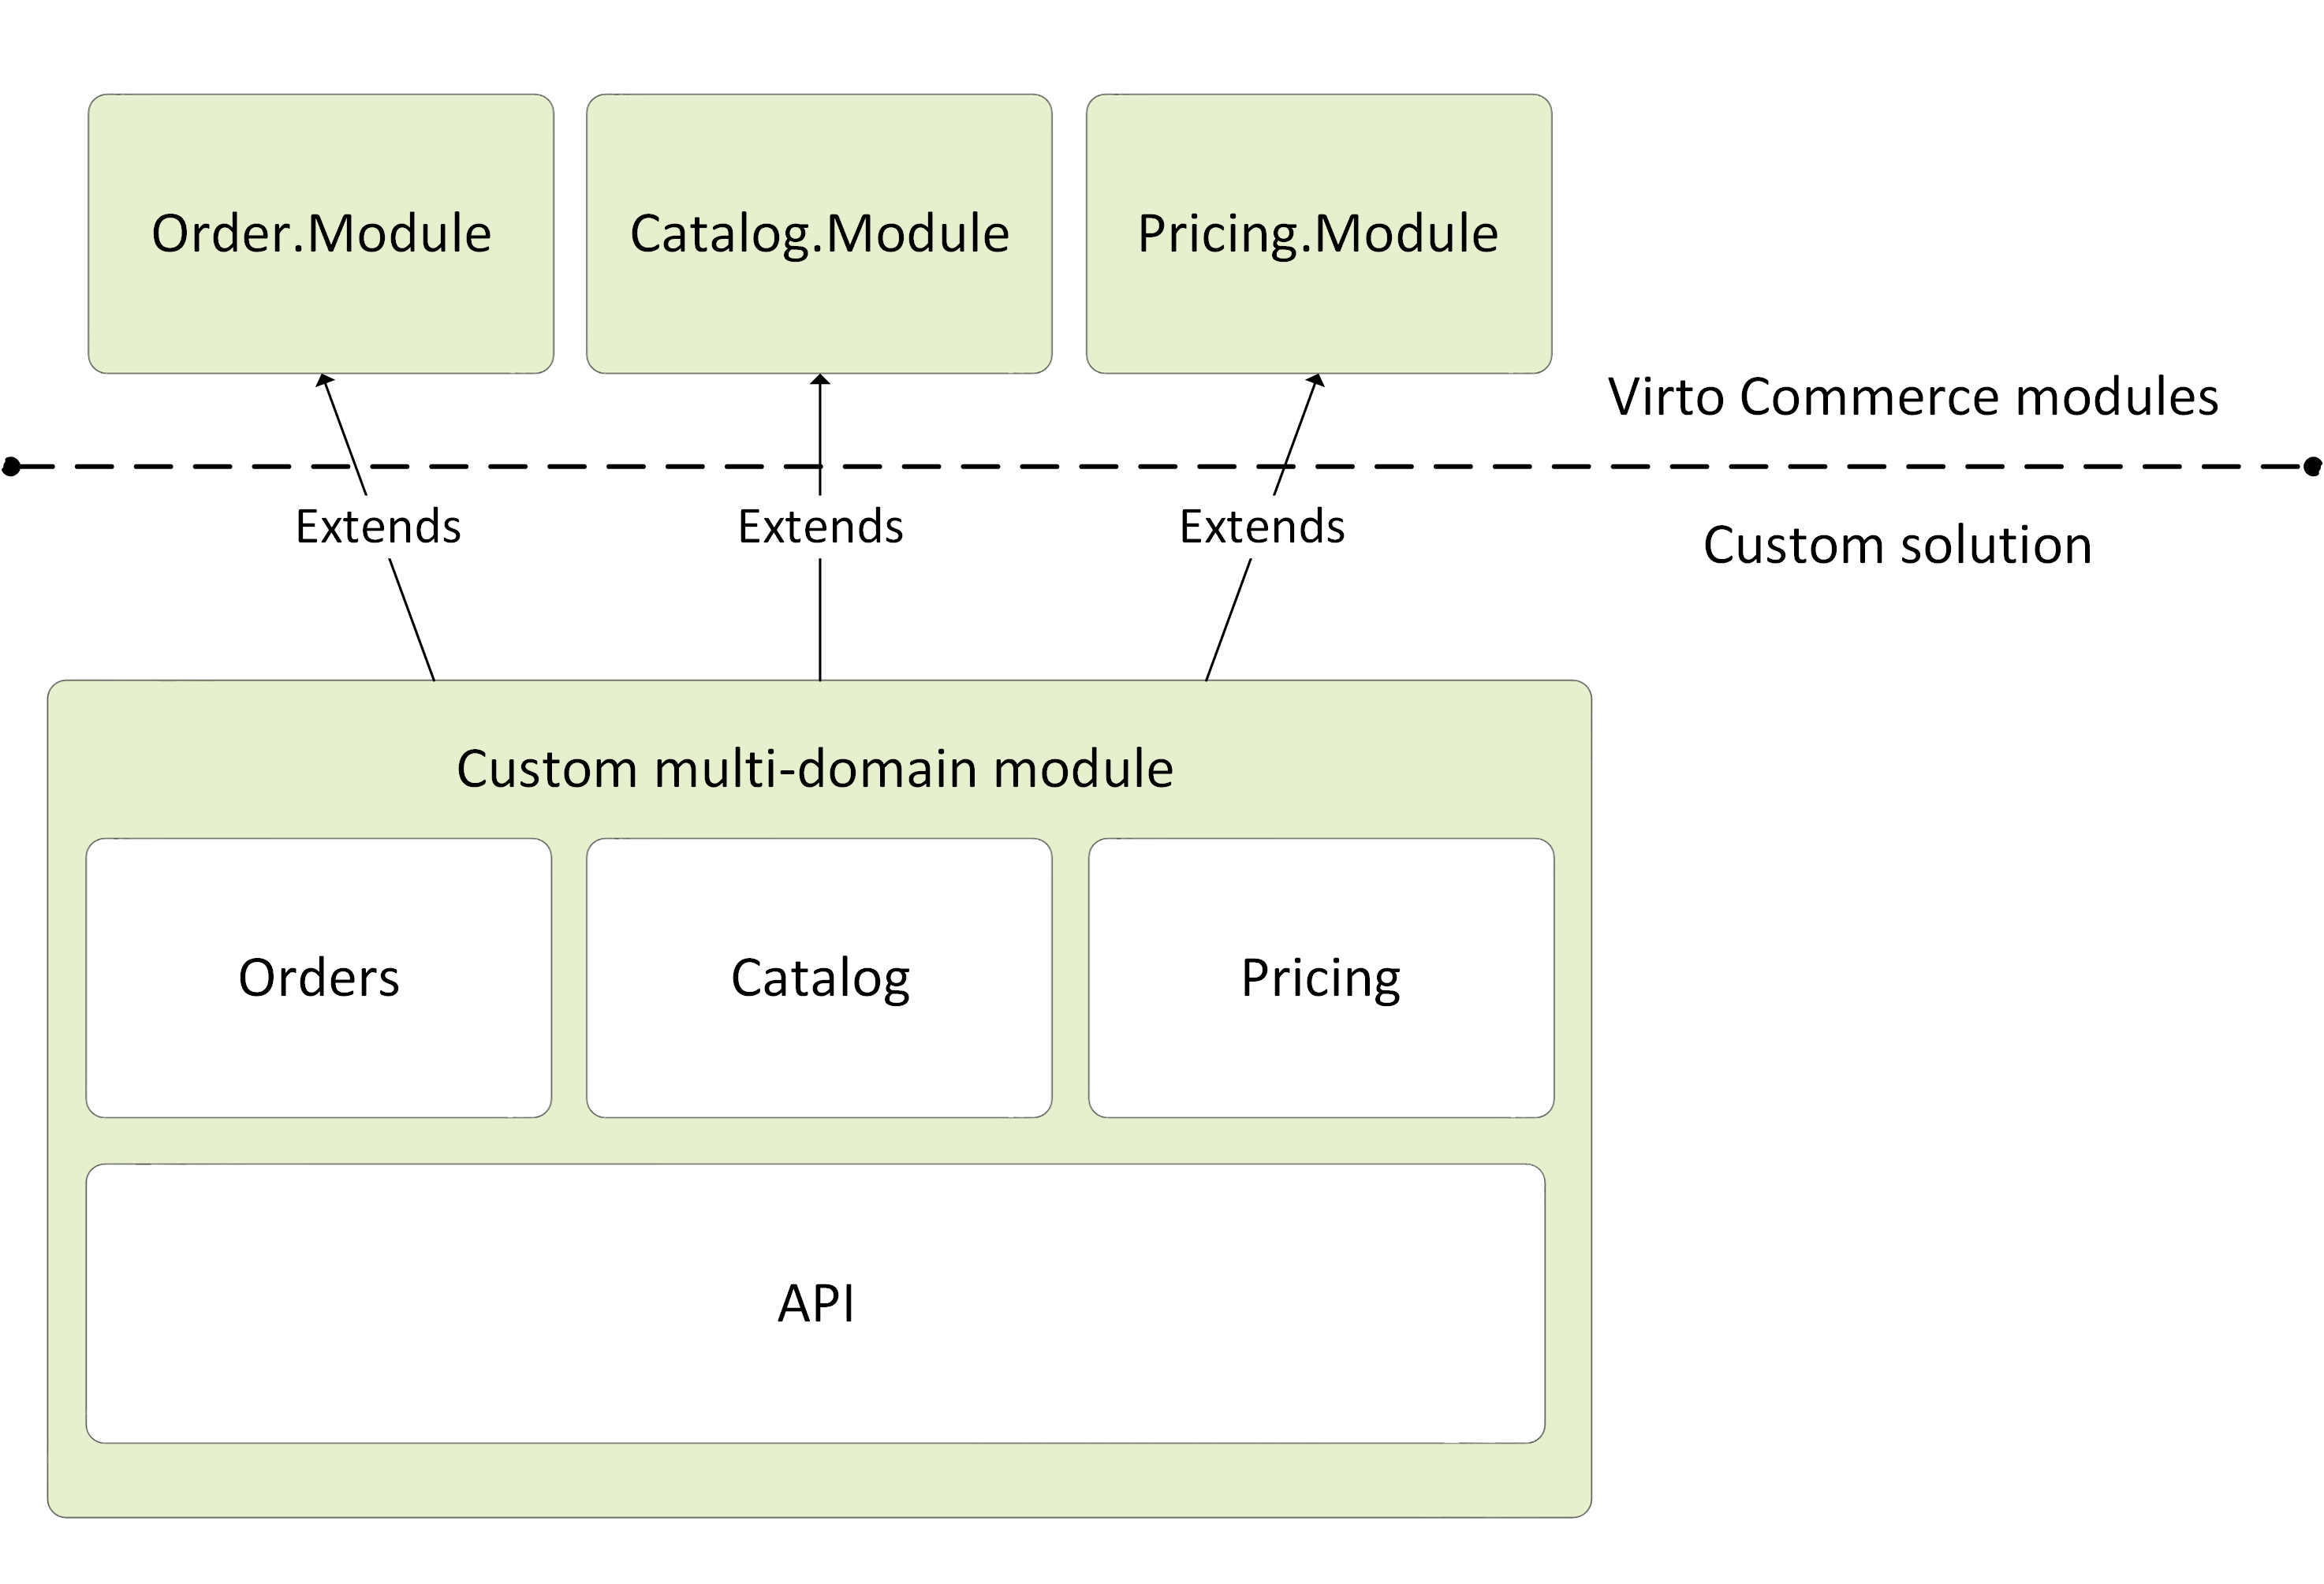 Order.Module
Catalog.Module
Pricing.Module
Virto Commerce modules
Extends
Extends
Extends
Custom solution
Custom multi-domain module
Orders
Catalog
Pricing
API